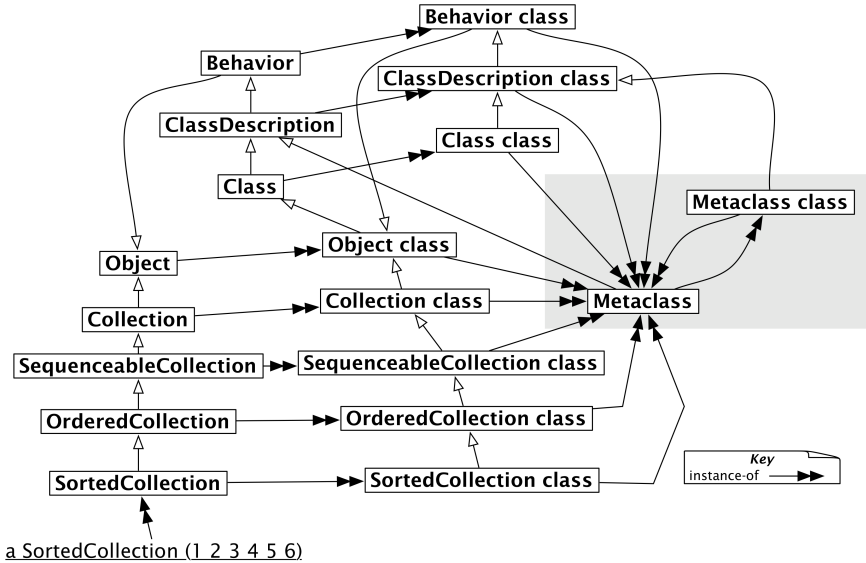 Behavior class
Behavior
ClassDescription class
ClassDescription
Class class
Class
Metaclass class
Object class
Object
Collection class
Metaclass
Collection
SequenceableCollection
SequenceableCollection class
OrderedCollection
OrderedCollection class
Key
instance-of
SortedCollection
SortedCollection class
a SortedCollection (1 2 3 4 5 6)